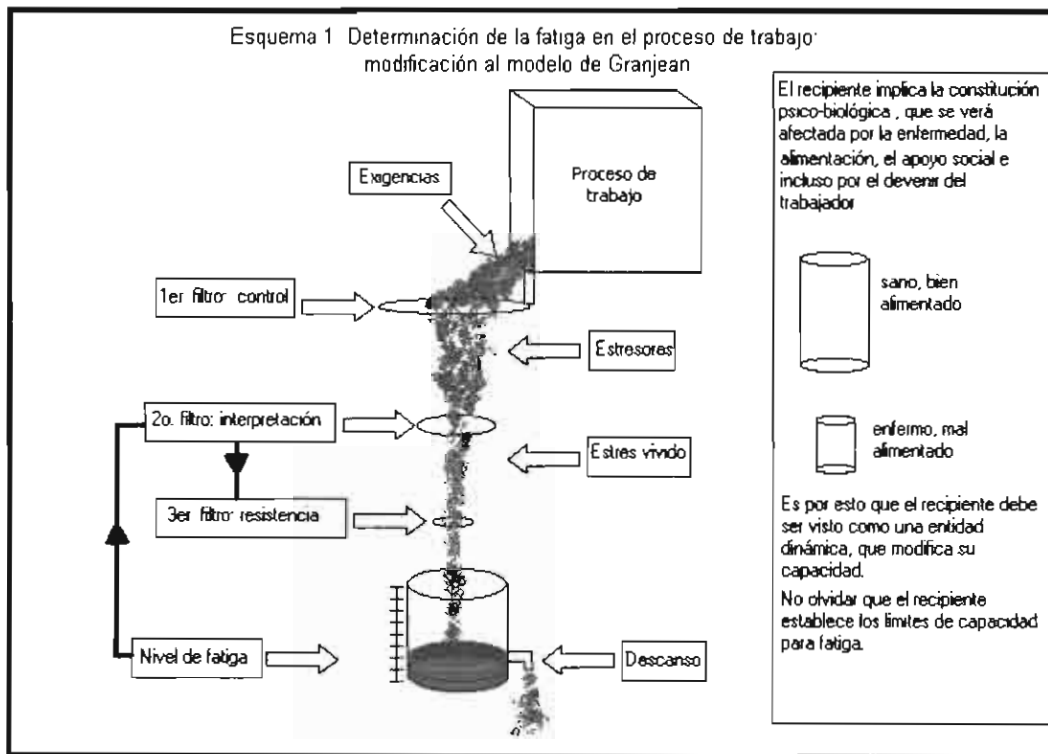 Esquema 1 Determinación de la fatiga en el proceso de trabajo:
modificación al modelo de Granjean
Exigencias
Proceso de
trabajo
1er filtro: control
Estresores
2o. filtro: interpretación
Estres vivido
3er filtro: resistencia
Nivel de fatiga
Descanso
El recipiente implica la constitución
psico-biológica , que se verá
afectada por la enfermedad, la
alimentación, el apoyo social e
incluso por el devenir del
trabajador
sano, bien
alimentado
enfermo, mal
alimentado
Es por esto que el recipiente debe
ser visto como una entidad
dinámica, que modifica su
capacidad.
No olvidar que el recipiente
establece los límites de capacidad
para fatiga.